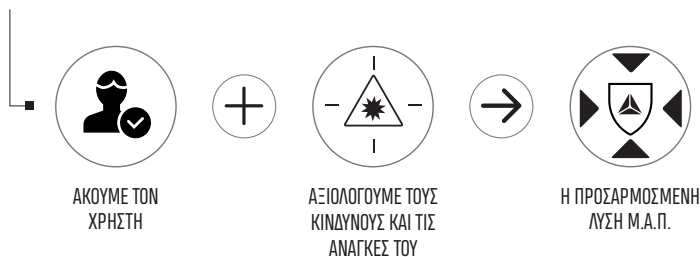 ΑΚΟΥΜΕ ΤΟΝ
ΧΡΗΣΤΗ
ΑΞΙΟΛΟΓΟΥΜΕ ΤΟΥΣ
ΚΙΝΔΥΝΟΥΣ ΚΑΙ ΤΙΣ
ΑΝΑΓΚΕΣ ΤΟΥ
Η ΠΡΟΣΑΡΜΟΣΜΕΝΗ
ΛΥΣΗ Μ.Α.Π.